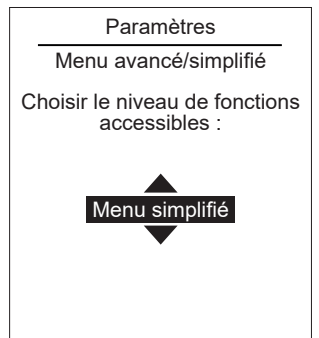 Paramètres
Menu avancé/simplifié
Choisir le niveau de fonctions
accessibles :
Menu simplifié